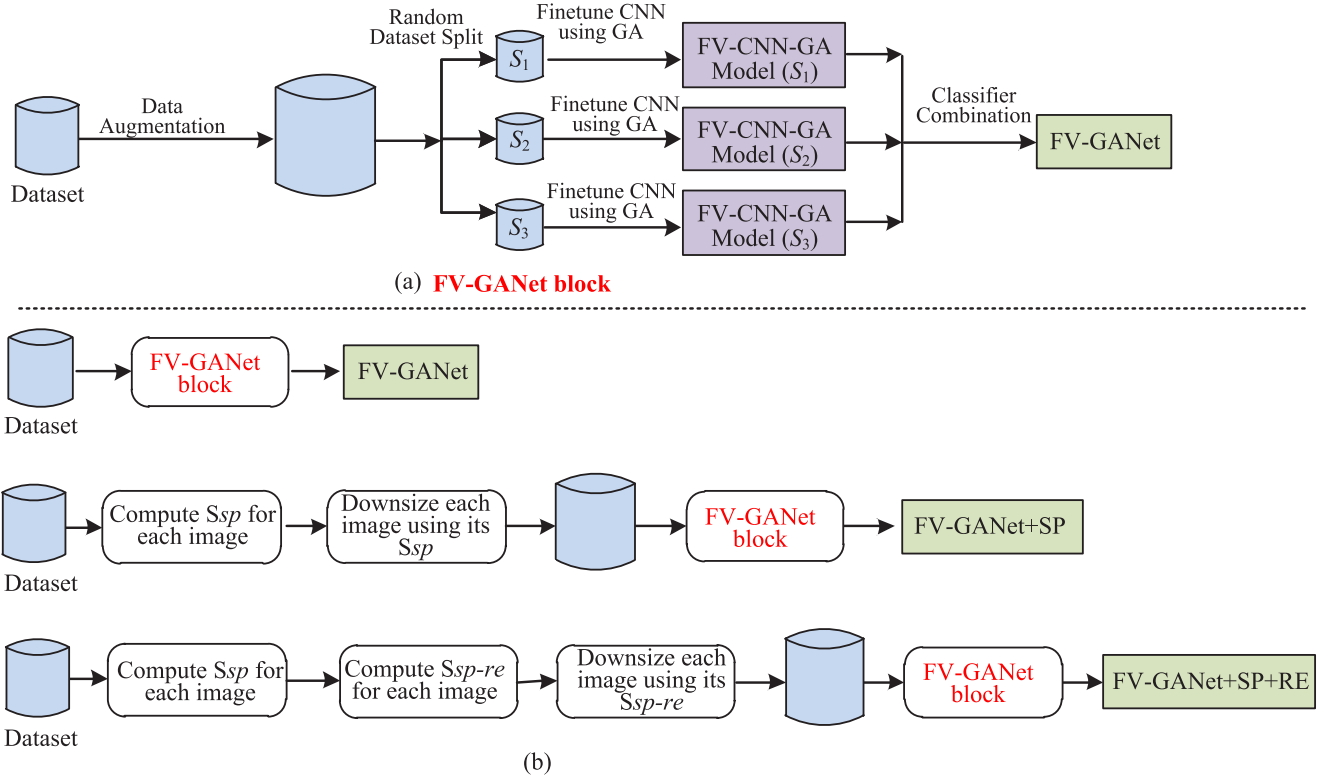 Random
Dataset Split
Finetune CNN
using GA
S1
FV-CNN-GA
Model (S1)
Data
Augmentation
Dataset
Finetune CNN
using GA
S2
FV-CNN-GA
Model (S2)
Classifier
Combination
FV-GANet
Finetune CNN
using GA
S3
FV-CNN-GA
Model (S3)
(a) FV-GANet block
Dataset
FV-GANet
block
FV-GANet
Dataset
Compute Ssp for
each image
Downsize each
image using its
Ssp
FV-GANet
block
FV-GANet+SP
Dataset
Compute Ssp for
each image
Compute Ssp-re
for each image
Downsize each
image using its
Ssp-re
FV-GANet
block
FV-GANet+SP+RE
(b)